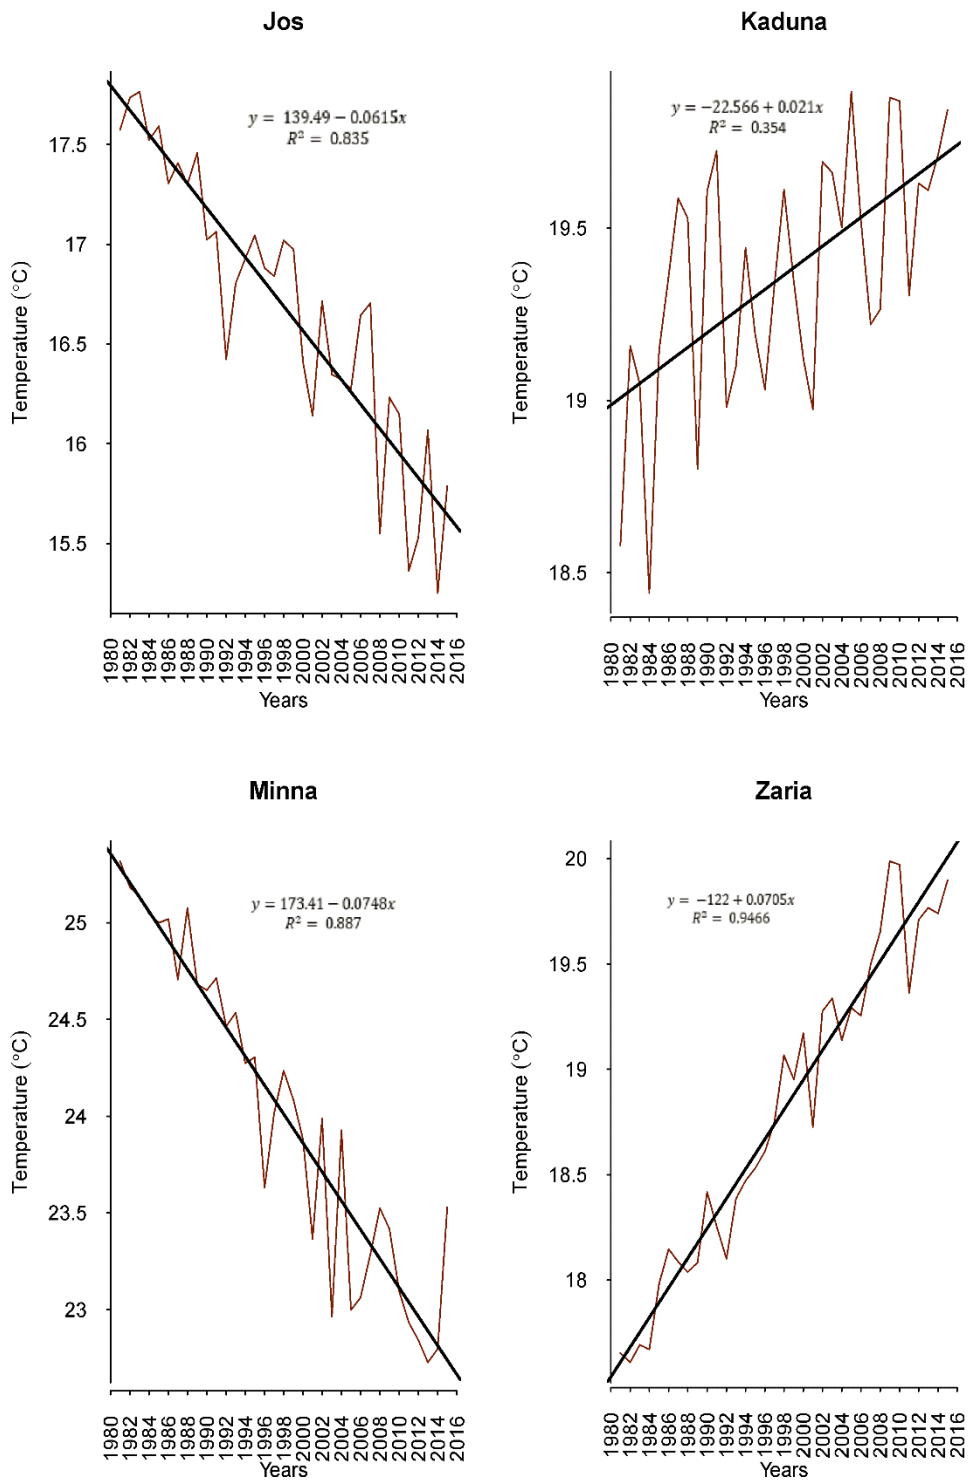 Jos
y = 139.49 − 0.0615x
R² = 0.835
Temperature (°C)
17.5
17
16.5
16
15.5
1980 1982 1984 1986 1988 1990 1992 1994 1996 1998 2000 2002 2004 2006 2008 2010 2012 2014 2016
Years
Kaduna
y = −22.566 + 0.021x
R² = 0.354
Temperature (°C)
19.5
19
18.5
1980 1982 1984 1986 1988 1990 1992 1994 1996 1998 2000 2002 2004 2006 2008 2010 2012 2014 2016
Years
Minna
y = 173.41 − 0.0748x
R² = 0.887
Temperature (°C)
25
24.5
24
23.5
23
1980 1982 1984 1986 1988 1990 1992 1994 1996 1998 2000 2002 2004 2006 2008 2010 2012 2014 2016
Years
Zaria
y = −122 + 0.0705x
R² = 0.9466
Temperature (°C)
20
19.5
19
18.5
18
1980 1982 1984 1986 1988 1990 1992 1994 1996 1998 2000 2002 2004 2006 2008 2010 2012 2014 2016
Years